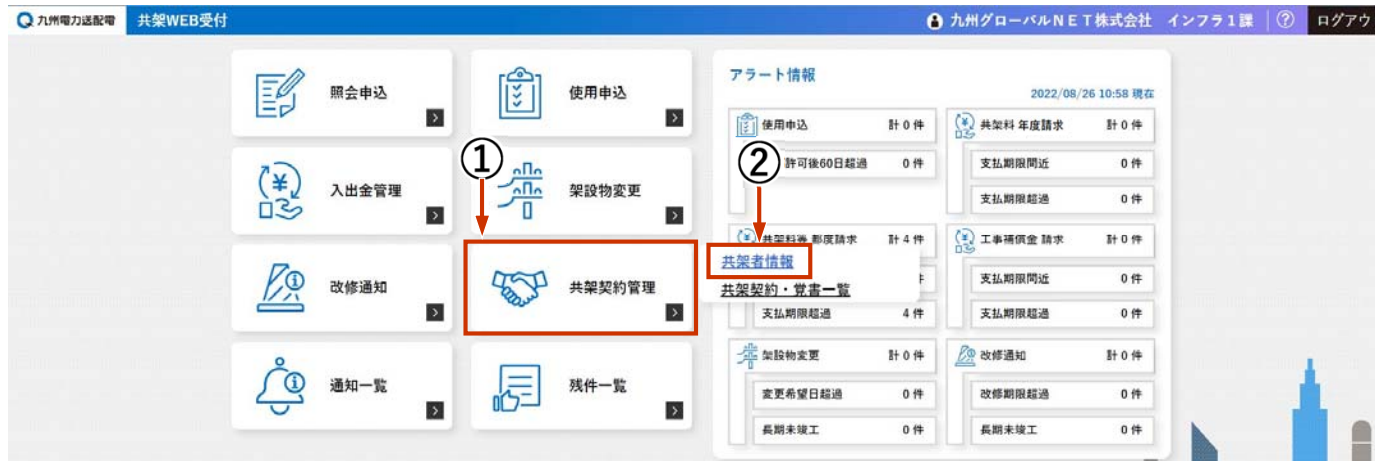 九州電力送配電
共架WEB受付
九州グローバルNET株式会社 インフラ1課
?
ログアウ
照会申込
使用申込
入出金管理
架設物変更
改修通知
共架契約管理
通知一覧
残件一覧
①
②
共架者情報
共架契約・覚書一覧
アラート情報
2022/08/26 10:58 現在
使用申込 計 0 件
許可後60日超過 0 件
共架料 年度請求 計 0 件
支払期限間近 0 件
支払期限超過 0 件
共架料等 都度請求 計 4 件
支払期限超過 4 件
工事補償金 請求 計 0 件
支払期限間近 0 件
支払期限超過 0 件
架設物変更 計 0 件
変更希望日超過 0 件
長期未竣工 0 件
改修通知 計 0 件
改修期限超過 0 件
長期未竣工 0 件